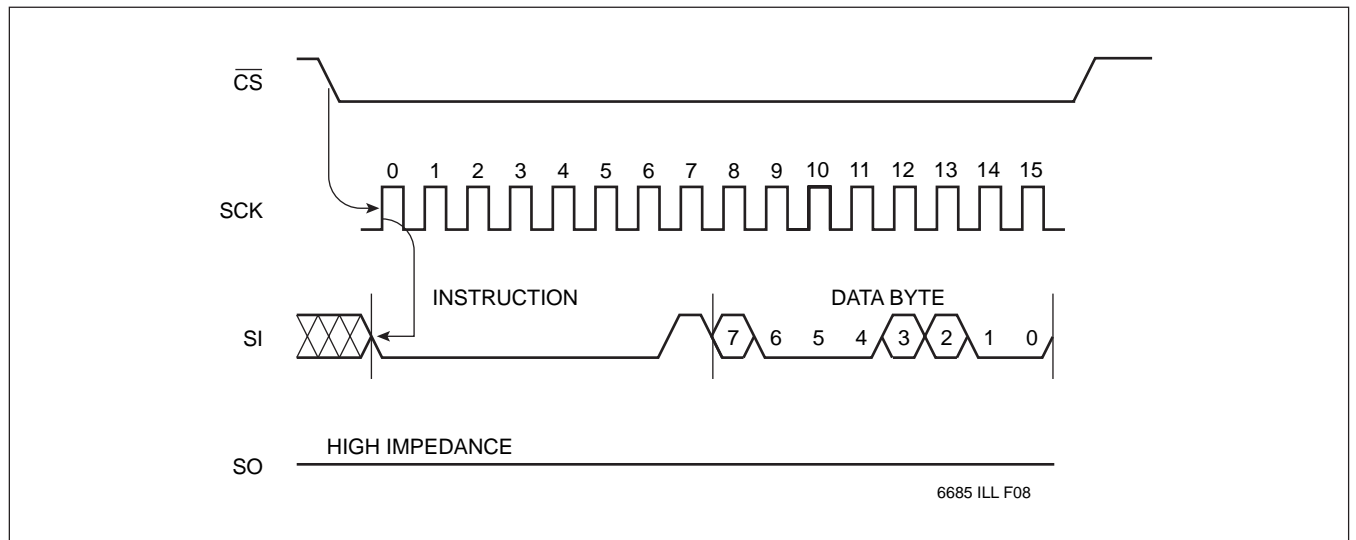 CS
0 1 2 3 4 5 6 7 8 9 10 11 12 13 14 15
SCK
INSTRUCTION DATA BYTE
SI 7 6 5 4 3 2 1 0
HIGH IMPEDANCE
SO
6685 ILL F08